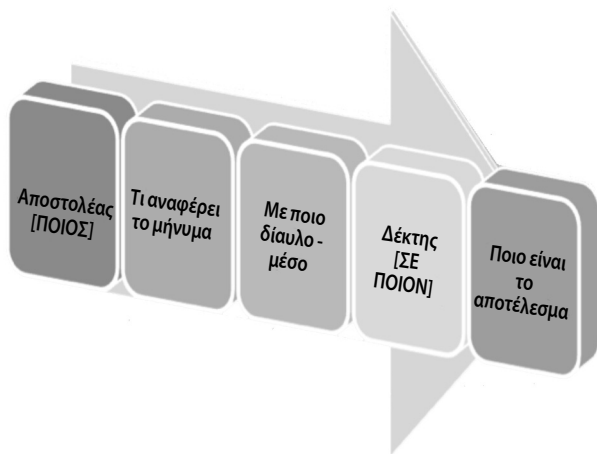 Αποστολέας
[ΠΟΙΟΣ]
Τι αναφέρει
το μήνυμα
Με ποιο
δίαυλο -
μέσο
Δέκτης
[ΣΕ
ΠΟΙΟΝ]
Ποιο είναι
το
αποτέλεσμα